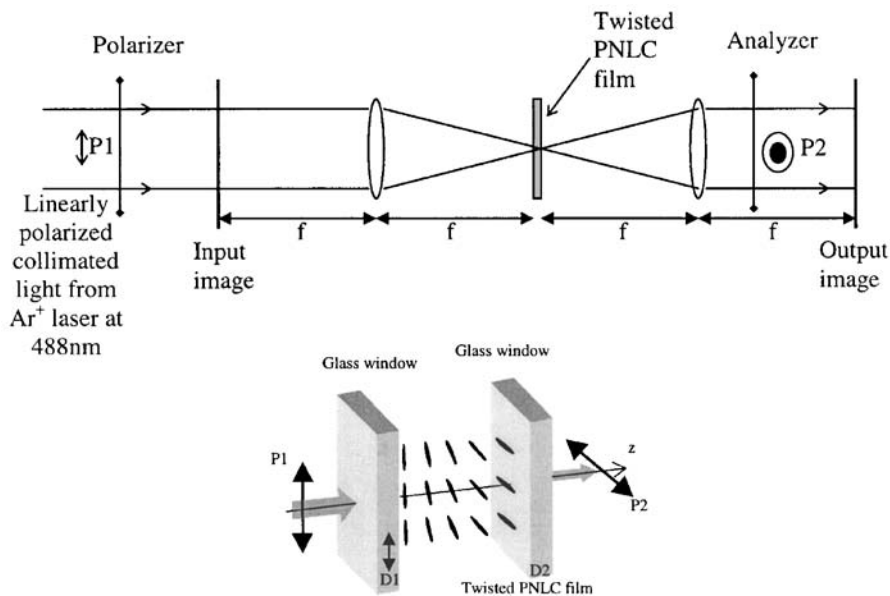 Polarizer
Twisted
PNLC
film
Analyzer
P1
P2
Linearly
polarized
collimated
light from
Ar⁺ laser at
488nm
f
f
f
f
Input
image
Output
image
Glass window
Glass window
P1
z
P2
D1
D2
Twisted PNLC film